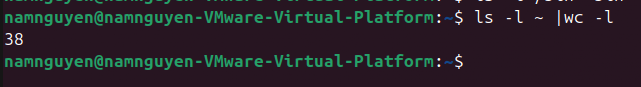 namnguyen@namnguyen-VMware-Virtual-Platform:~$ ls -l ~ |wc -l
38
namnguyen@namnguyen-VMware-Virtual-Platform:~$